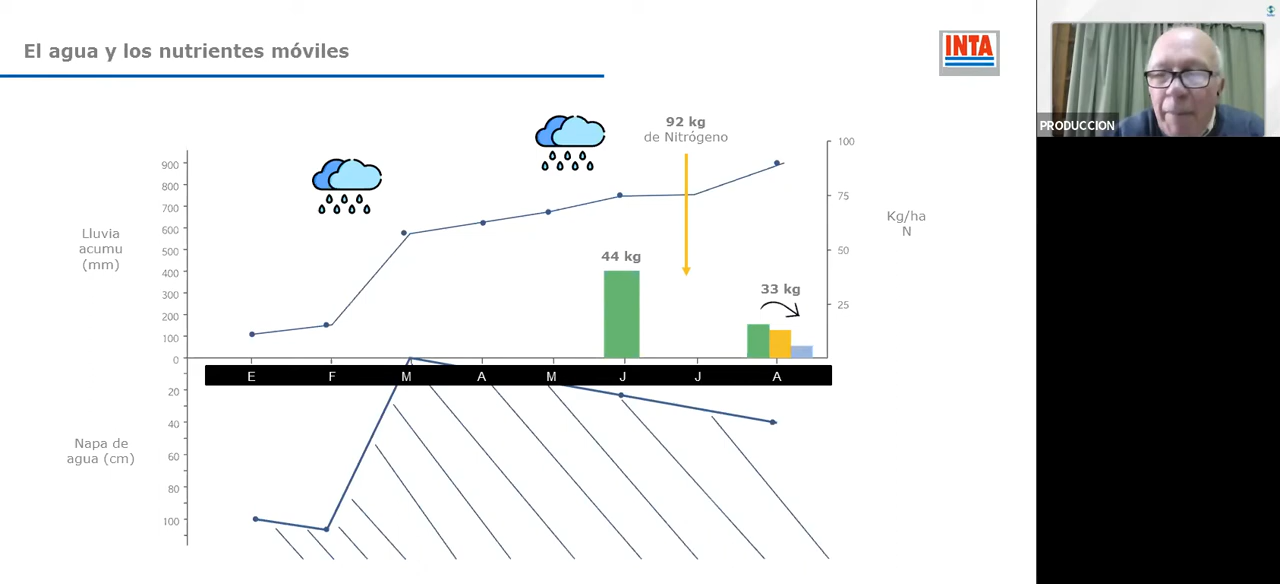 El agua y los nutrientes móviles
INTA
PRODUCCION
92 kg
de Nitrógeno
100
75
50
25
Kg/ha
N
900
800
700
600
500
400
300
200
100
0
Lluvia
acumu
(mm)
44 kg
33 kg
E F M A M J J A
20
40
60
80
100
Napa de
agua (cm)